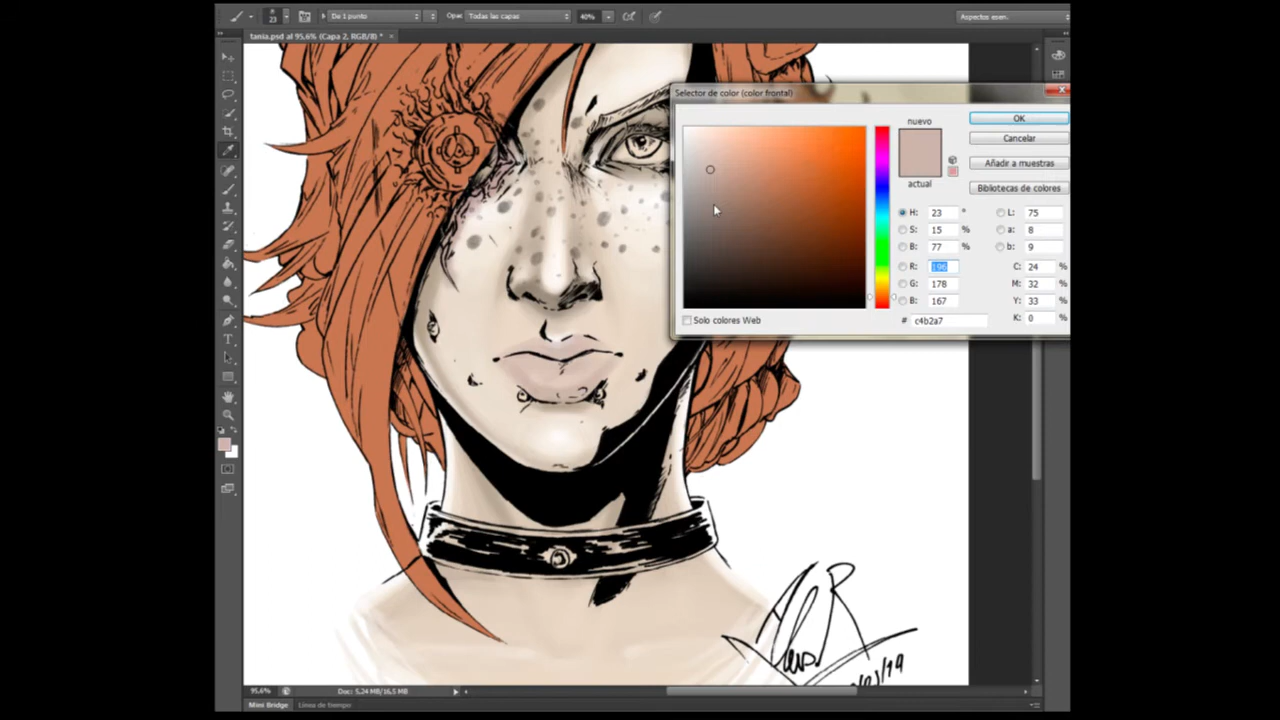 23 De 1 punto Opac Todas las capas 40% Aspectos esen.
tania.psd al 95,6% (Capa 2, RGB/8) * ×
Selector de color (color frontal)
nuevo
actual
OK
Cancelar
Añadir a muestras
Bibliotecas de colores
H: 23 ° L: 75
S: 15 % a: 8
B: 77 % b: 9
R: 196 C: 24 %
G: 178 M: 32 %
B: 167 Y: 33 %
# c4b2a7 K: 0 %
Solo colores Web
T
95,6% Doc: 5,24 MB/16,5 MB
Mini Bridge Línea de tiempo